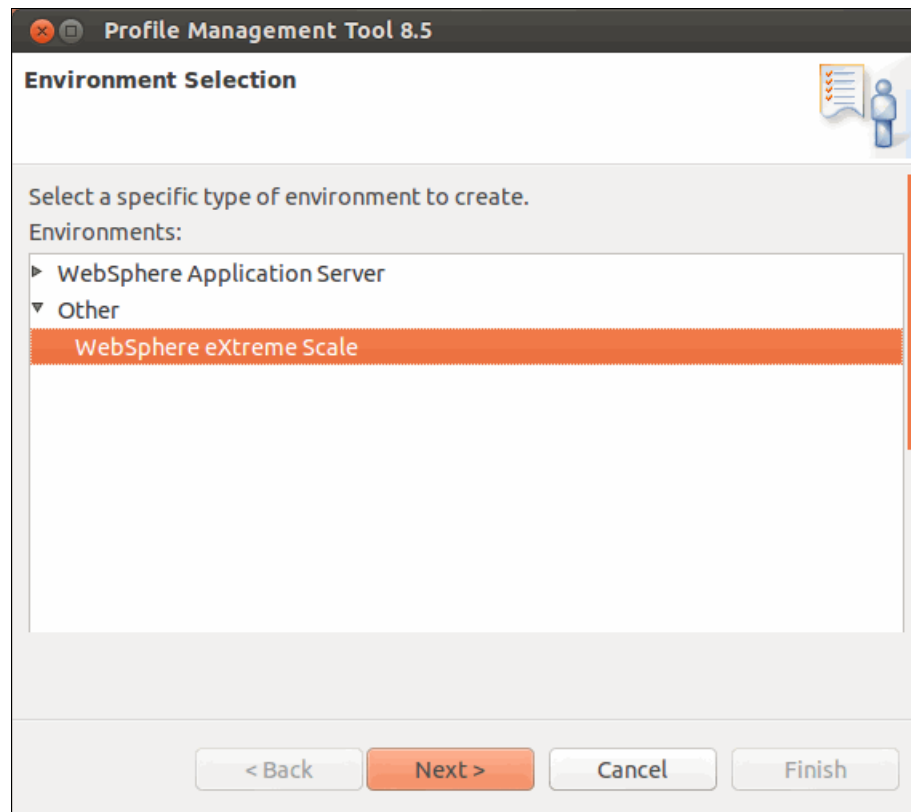 Profile Management Tool 8.5
Environment Selection
Select a specific type of environment to create.
Environments:
WebSphere Application Server
Other
WebSphere eXtreme Scale
< Back Next > Cancel Finish